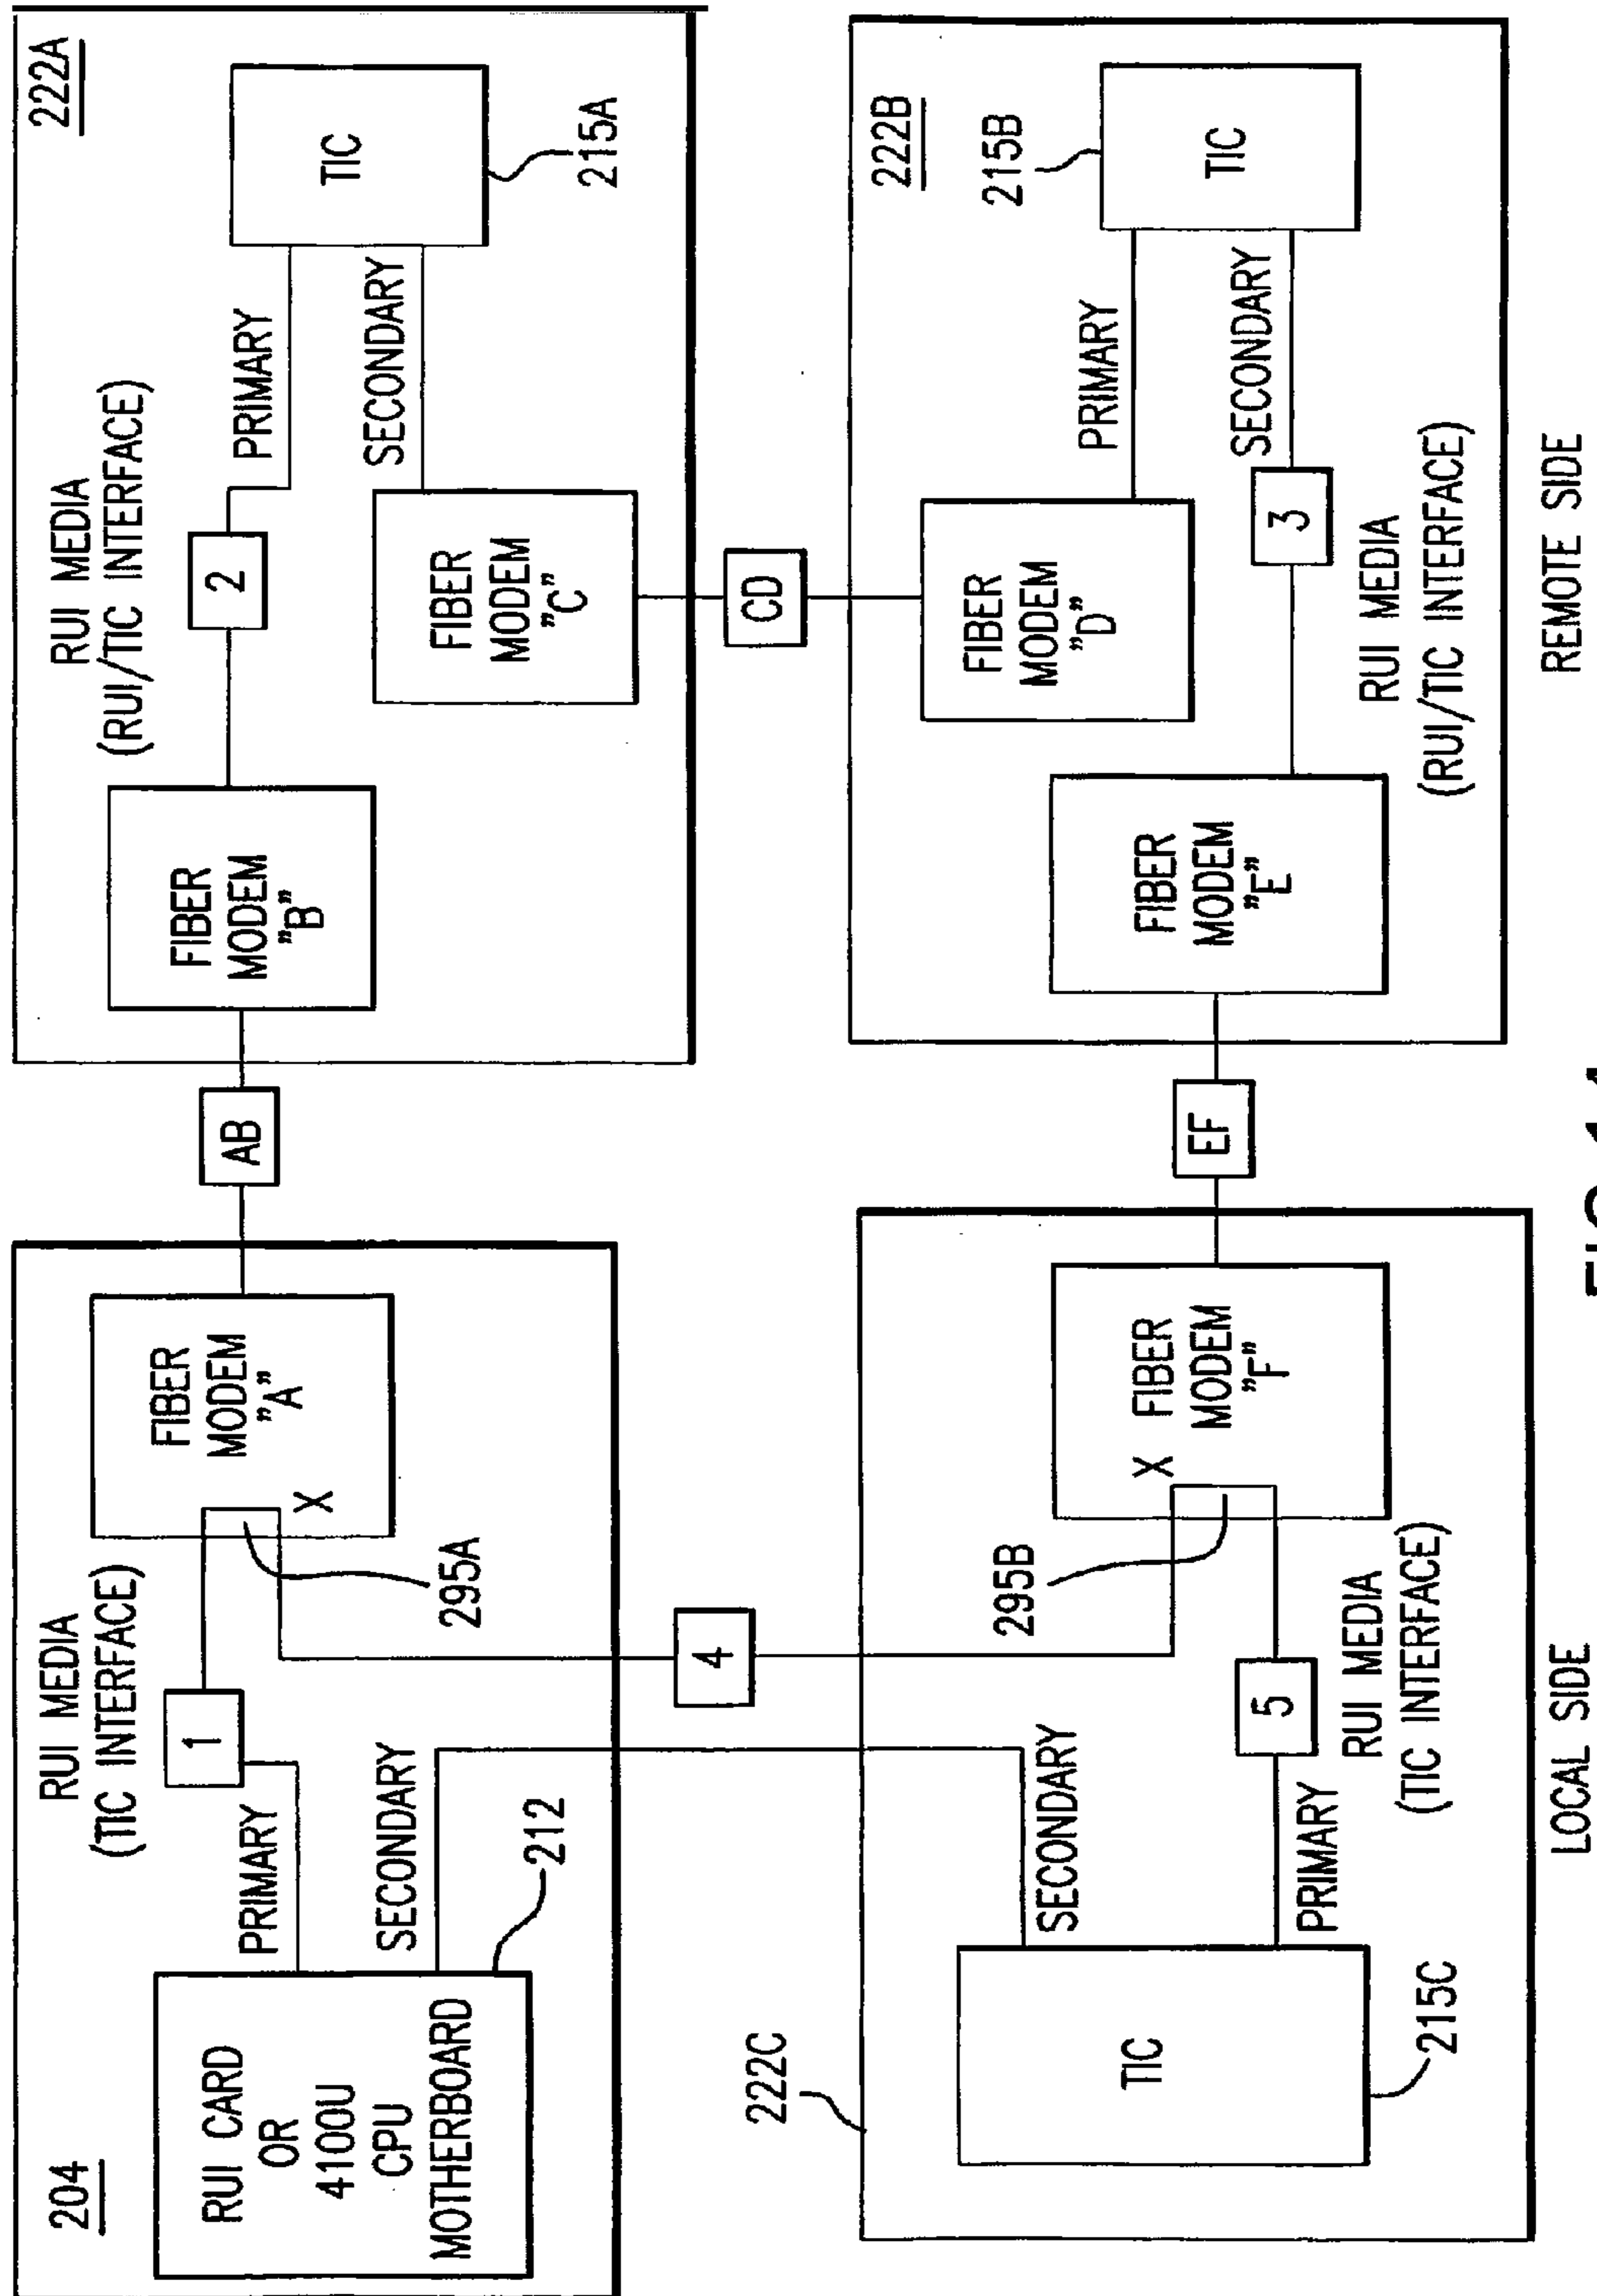 204
RUI CARD
OR
4100U
CPU
MOTHERBOARD
212
PRIMARY
SECONDARY
RUI MEDIA
(TIC INTERFACE)
1
295A
X
FIBER
MODEM
"A"
AB
222A
FIBER
MODEM
"B"
RUI MEDIA
(RUI/TIC INTERFACE)
2
PRIMARY
SECONDARY
FIBER
MODEM
"C"
TIC
215A
4
CD
222C
TIC
215C
SECONDARY
PRIMARY
5
RUI MEDIA
(TIC INTERFACE)
295B
X
FIBER
MODEM
"F"
EF
222B
FIBER
MODEM
"D"
FIBER
MODEM
"E"
PRIMARY
SECONDARY
3
RUI MEDIA
(RUI/TIC INTERFACE)
215B
TIC
LOCAL SIDE
REMOTE SIDE